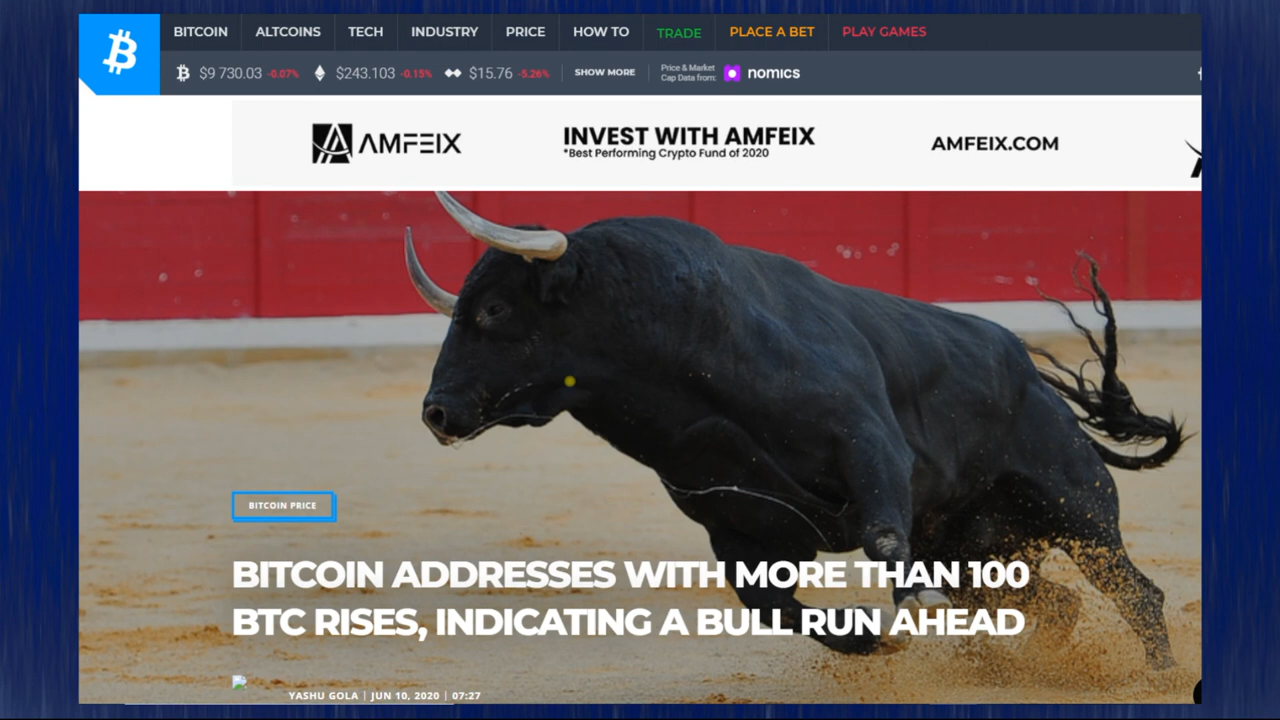 BITCOIN ALTCOINS TECH INDUSTRY PRICE HOW TO TRADE PLACE A BET PLAY GAMES
$9 730.03 -0.07% $243.103 -0.15% $15.76 -5.26% SHOW MORE Price & Market Cap Data from: nomics
AMFEIX INVEST WITH AMFEIX AMFEIX.COM
*Best Performing Crypto Fund of 2020
BITCOIN PRICE
BITCOIN ADDRESSES WITH MORE THAN 100
BTC RISES, INDICATING A BULL RUN AHEAD
YASHU GOLA | JUN 10, 2020 | 07:27